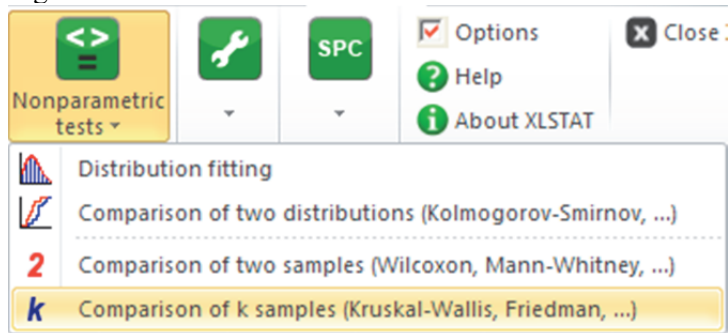 <>
=
Nonparametric
tests
SPC
Options
Help
About XLSTAT
X Close
Distribution fitting
Comparison of two distributions (Kolmogorov-Smirnov, ...)
2 Comparison of two samples (Wilcoxon, Mann-Whitney, ...)
k Comparison of k samples (Kruskal-Wallis, Friedman, ...)